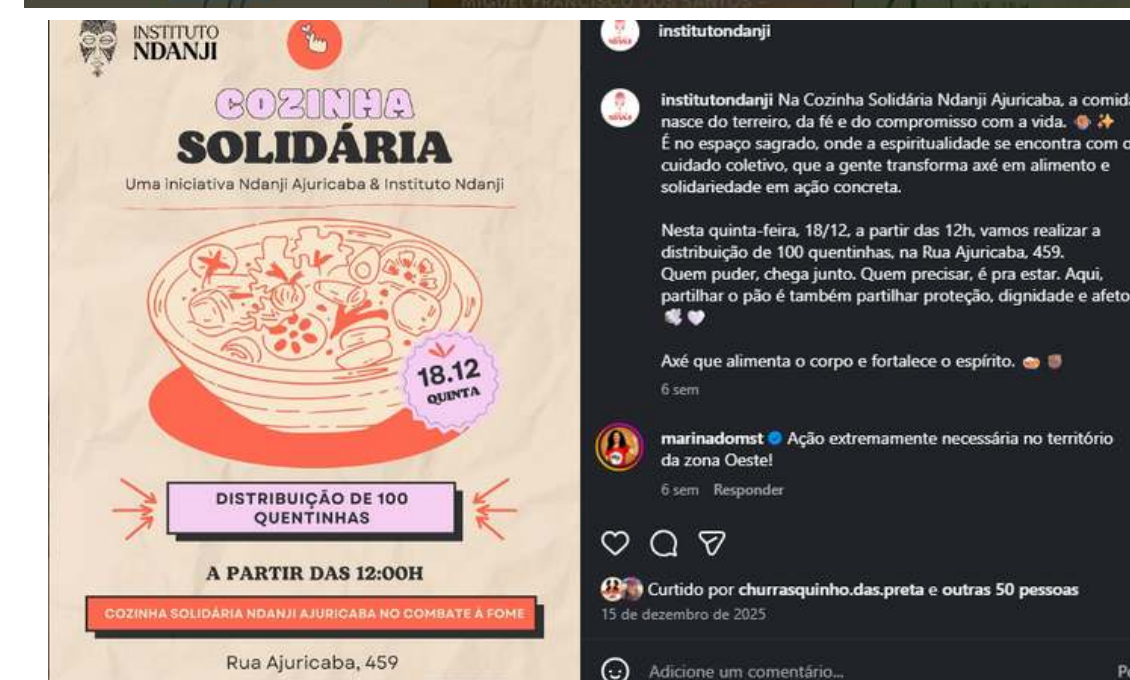 MIGUEL FRANCISCO DOS SANTOS –
INSTITUTO
NDANJI
COZINHA
SOLIDÁRIA
Uma iniciativa Ndanji Ajuricaba & Instituto Ndanji
18.12
QUINTA
DISTRIBUIÇÃO DE 100
QUENTINHAS
A PARTIR DAS 12:00H
COZINHA SOLIDÁRIA NDANJI AJURICABA NO COMBATE À FOME
Rua Ajuricaba, 459
institutondanji
institutondanji Na Cozinha Solidária Ndanji Ajuricaba, a comida
nasce do terreiro, da fé e do compromisso com a vida.
É no espaço sagrado, onde a espiritualidade se encontra com o
cuidado coletivo, que a gente transforma axé em alimento e
solidariedade em ação concreta.
Nesta quinta-feira, 18/12, a partir das 12h, vamos realizar a
distribuição de 100 quentinhas, na Rua Ajuricaba, 459.
Quem puder, chega junto. Quem precisar, é pra estar. Aqui,
partilhar o pão é também partilhar proteção, dignidade e afeto
Axé que alimenta o corpo e fortalece o espírito.
6 sem
marinadomst Ação extremamente necessária no território
da zona Oeste!
6 sem Responder
Curtido por churrasquinho.das.preta e outras 50 pessoas
15 de dezembro de 2025
Adicione um comentário...